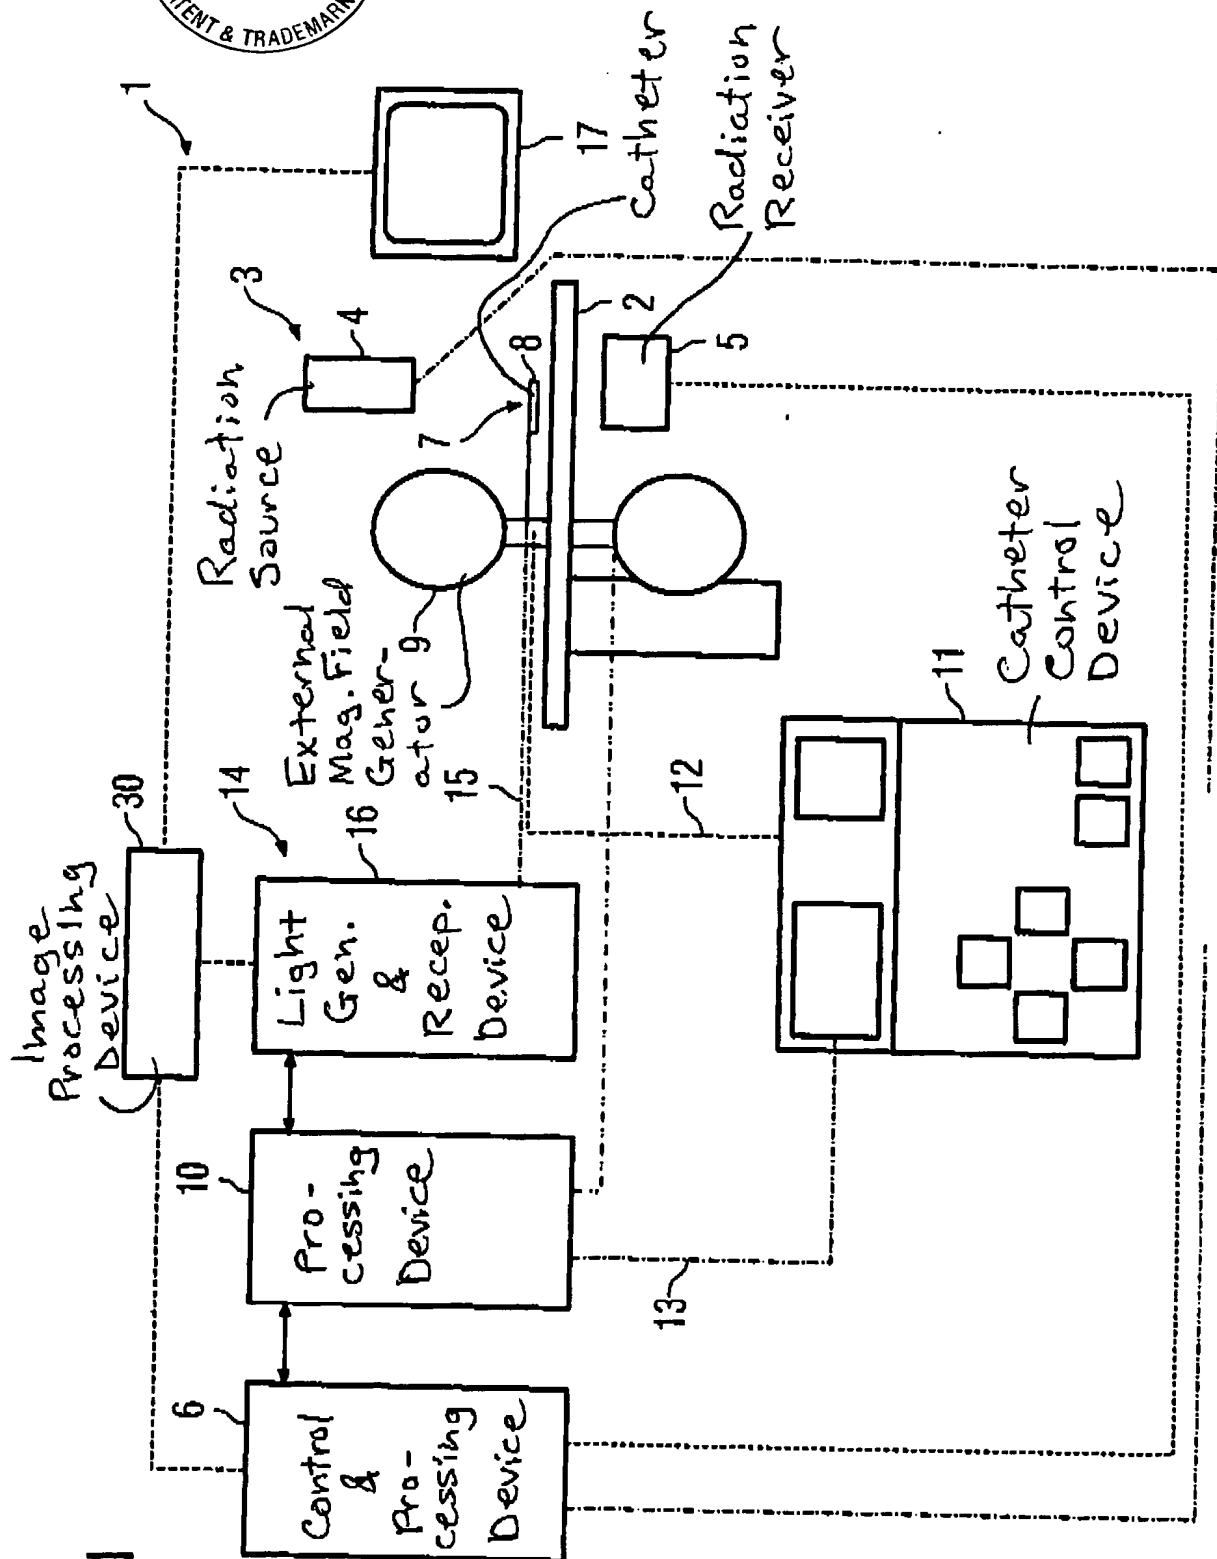 TENT & TRADEMAR
1
17
Catheter
Radiation
Receiver
3
4
Radiation
Source
7
8
2
5
External
Mag. Field
Gener-
ator
9
Image
Processing
Device
30
14
16
15
Light
Gen.
&
Recep.
Device
12
11
Catheter
Control
Device
10
Pro-
cessing
Device
13
6
Control
&
Pro-
cessing
Device